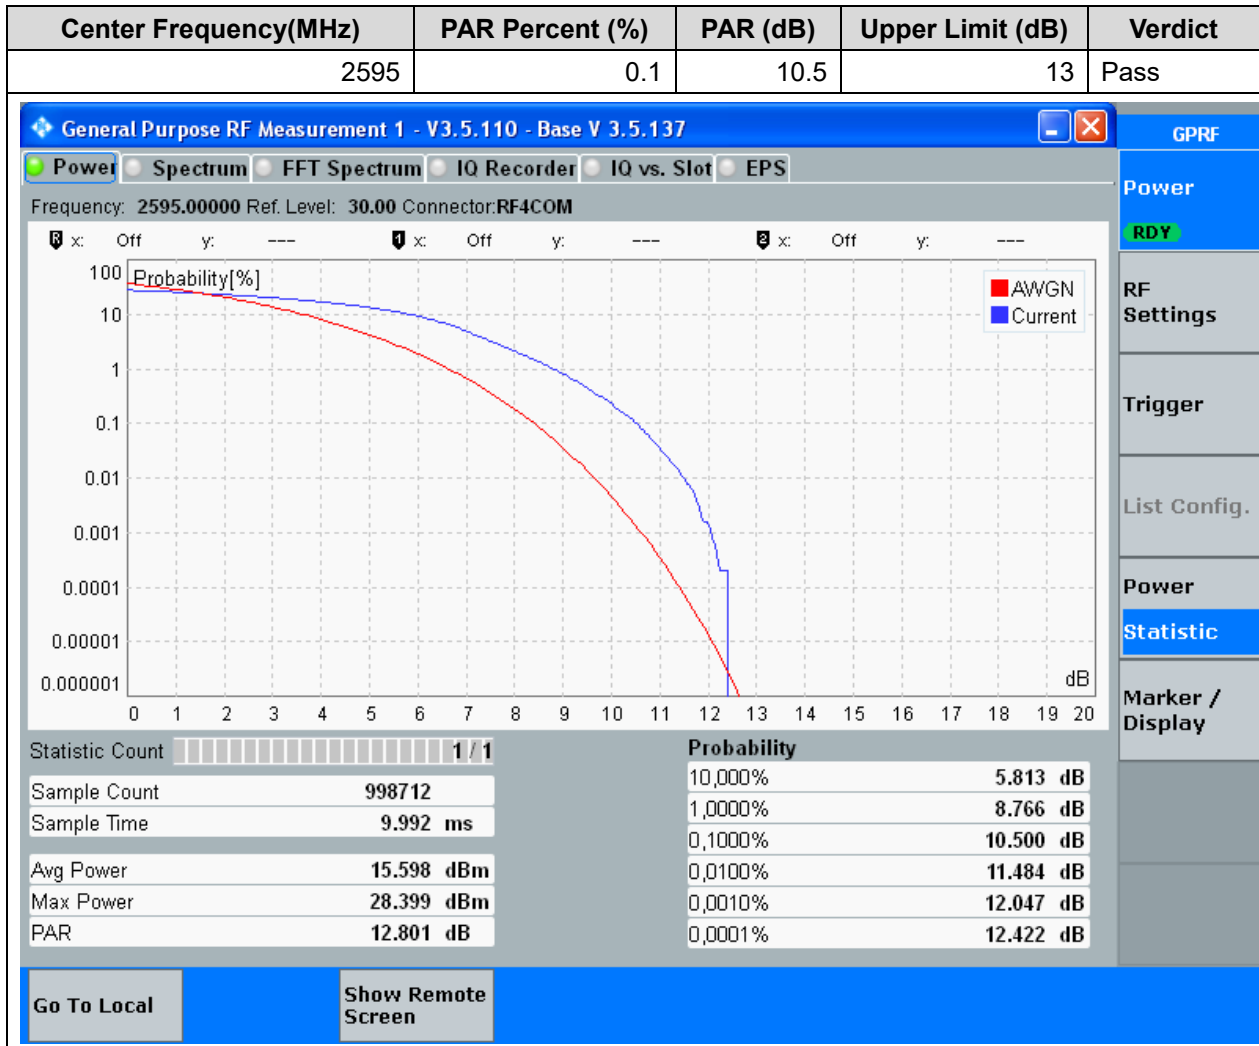 Center Frequency(MHz) PAR Percent (%) PAR (dB) Upper Limit (dB) Verdict
2595 0.1 10.5 13 Pass
General Purpose RF Measurement 1 - V3.5.110 - Base V 3.5.137
GPRF
Power Spectrum FFT Spectrum IQ Recorder IQ vs. Slot EPS
Frequency: 2595.00000 Ref. Level: 30.00 Connector:RF4COM
R x: Off y: --- 1 x: Off y: --- 2 x: Off y: ---
Probability[%]
AWGN
Current
100
10
1
0.1
0.01
0.001
0.0001
0.00001
0.000001
dB
0 1 2 3 4 5 6 7 8 9 10 11 12 13 14 15 16 17 18 19 20
Statistic Count 1 / 1
Sample Count 998712
Sample Time 9.992 ms
Avg Power 15.598 dBm
Max Power 28.399 dBm
PAR 12.801 dB
Probability
10,000% 5.813 dB
1,0000% 8.766 dB
0,1000% 10.500 dB
0,0100% 11.484 dB
0,0010% 12.047 dB
0,0001% 12.422 dB
Power
RDY
RF
Settings
Trigger
List Config.
Power
Statistic
Marker /
Display
Go To Local
Show Remote
Screen